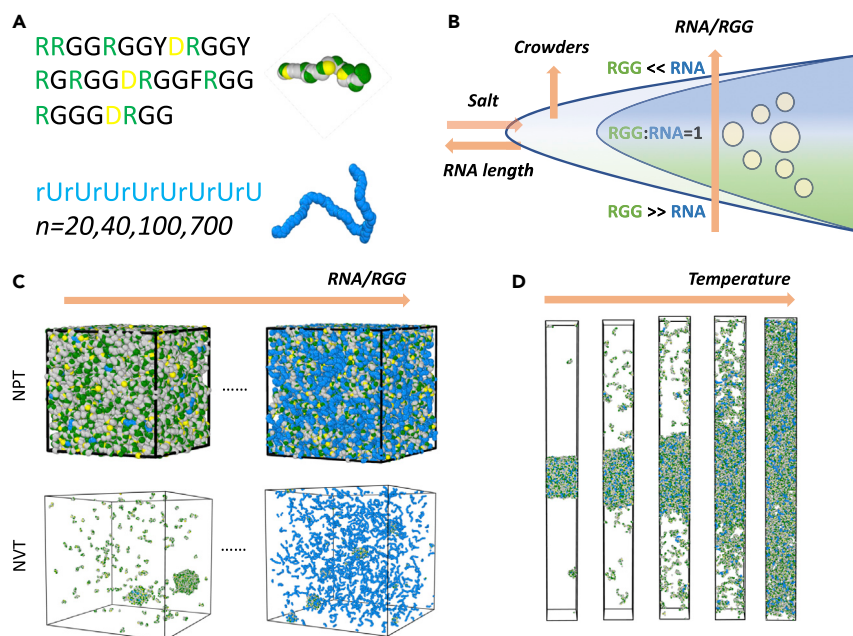 A
RRGGRGGYDRGGY
RGRGGDRGGFRGG
RGGGDRGG
rUrUrUrUrUrUrUrU
n=20,40,100,700
B
RNA/RGG
Crowders
RGG << RNA
Salt
RGG:RNA=1
RNA length
RGG >> RNA
C
RNA/RGG
NPT
......
NVT
......
D
Temperature